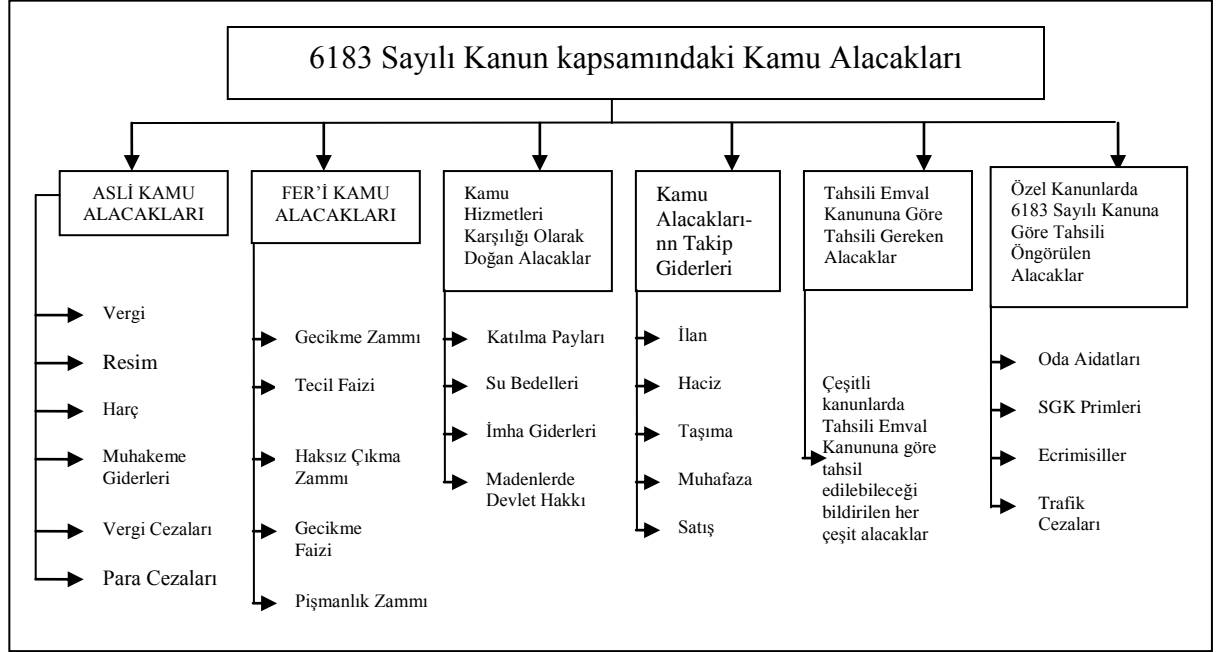 6183 Sayılı Kanun kapsamındaki Kamu Alacakları
ASLİ KAMU
ALACAKLARI
Vergi
Resim
Harç
Muhakeme
Giderleri
Vergi Cezaları
Para Cezaları
FER’İ KAMU
ALACAKLARI
Gecikme Zammı
Tecil Faizi
Haksız Çıkma
Zammı
Gecikme
Faizi
Pişmanlık Zammı
Kamu
Hizmetleri
Karşılığı Olarak
Doğan Alacaklar
Katılma Payları
Su Bedelleri
İmha Giderleri
Madenlerde
Devlet Hakkı
Kamu
Alacakları-
nn Takip
Giderleri
İlan
Haciz
Taşıma
Muhafaza
Satış
Tahsili Emval
Kanununa Göre
Tahsili Gereken
Alacaklar
Çeşitli
kanunlarda
Tahsili Emval
Kanununa göre
tahsil
edilebileceği
bildirilen her
çeşit alacaklar
Özel Kanunlarda
6183 Sayılı Kanuna
Göre Tahsili
Öngörülen
Alacaklar
Oda Aidatları
SGK Primleri
Ecrimisiller
Trafik
Cezaları